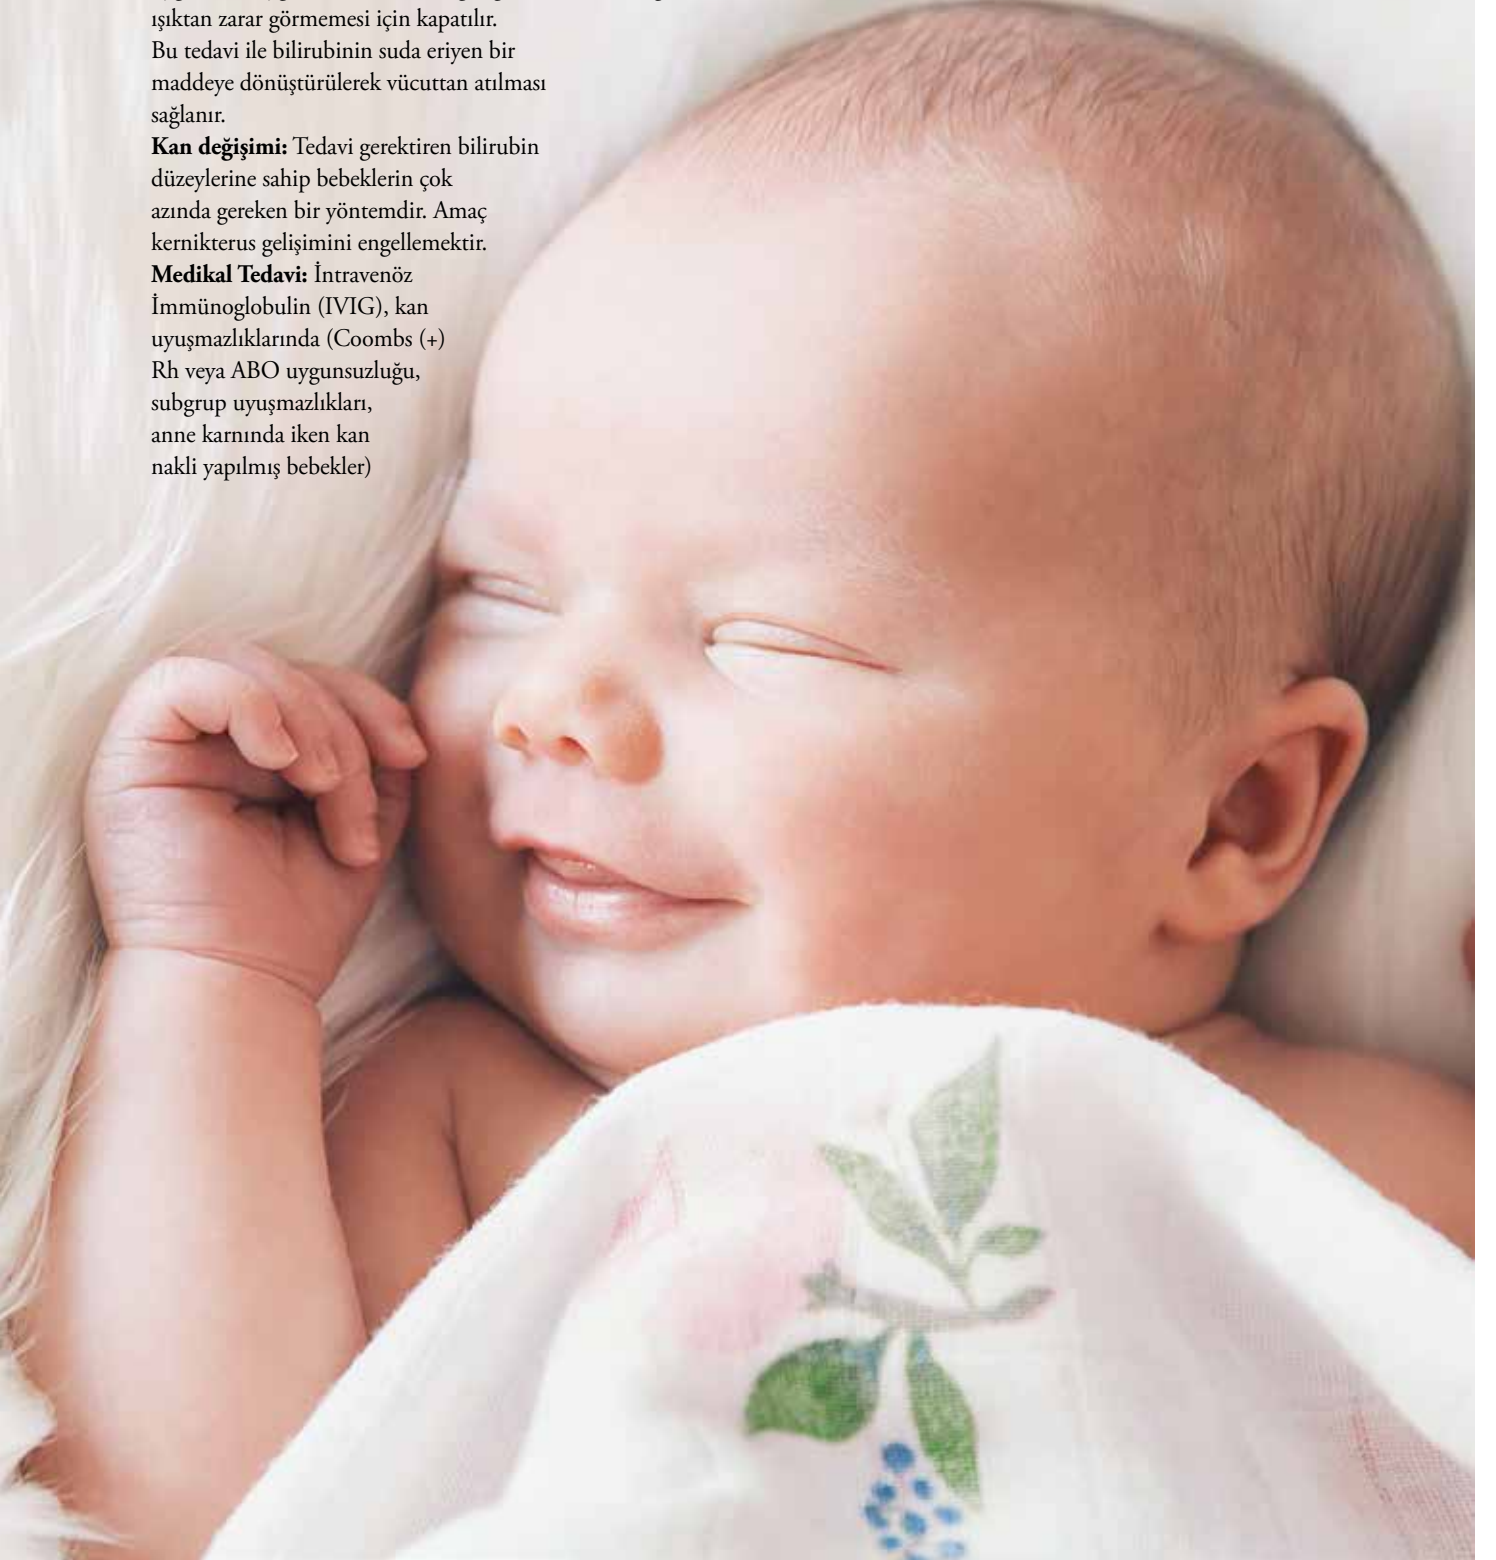 ışıktan zarar görmemesi için kapatılır.
Bu tedavi ile bilirubinin suda eriyen bir
maddeye dönüştürülerek vücuttan atılması
sağlanır.
Kan değişimi: Tedavi gerektiren bilirubin
düzeylerine sahip bebeklerin çok
azında gereken bir yöntemdir. Amaç
kernikterus gelişimini engellemektir.
Medikal Tedavi: İntravenöz
İmmünoglobulin (IVIG), kan
uyuşmazlıklarında (Coombs (+)
Rh veya ABO uygunsuzluğu,
subgrup uyuşmazlıkları,
anne karnında iken kan
nakli yapılmış bebekler)